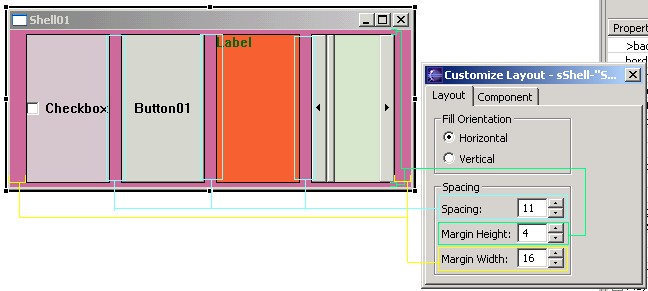 Shell01
Propert
>bac
bord
Label
Checkbox
Button01
Customize Layout - sShell-"S...
Layout
Component
Fill Orientation
Horizontal
Vertical
Spacing
Spacing: 11
Margin Height: 4
Margin Width: 16